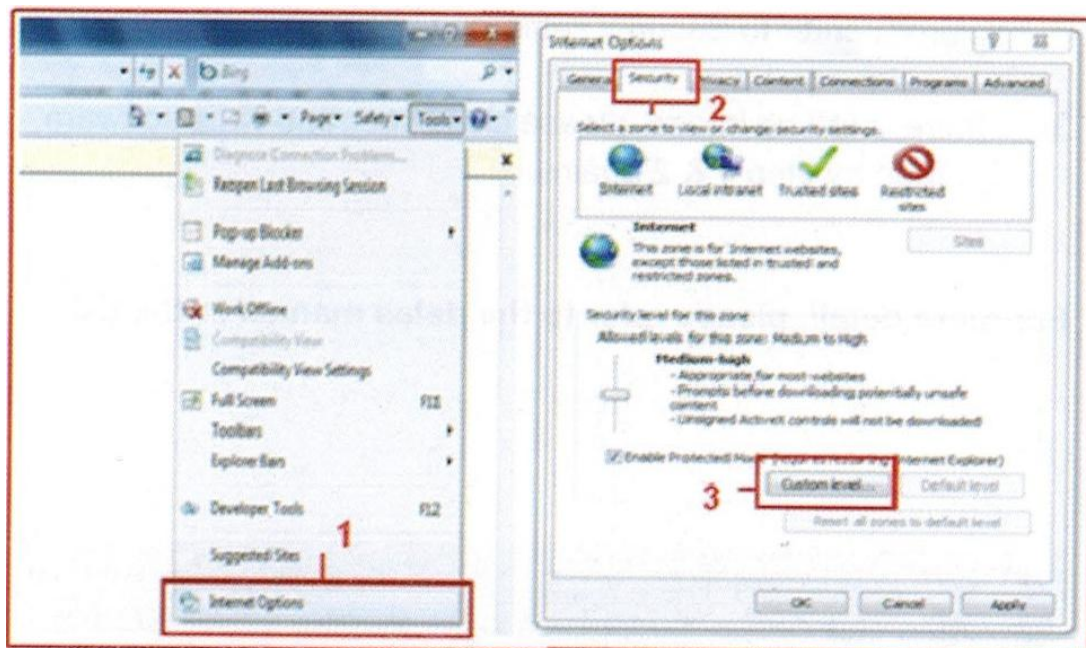 Bing
Page Safety Tools
Diagnose Connection Problems...
Reopen Last Browsing Session
Pop-up Blocker
Manage Add-ons
Work Offline
Compatibility View
Compatibility View Settings
Full Screen F11
Toolbars
Explorer Bars
Developer Tools F12
Suggested Sites
1
Internet Options
Internet Options
General Security Privacy Content Connections Programs Advanced
2
Select a zone to view or change security settings.
Internet Local intranet Trusted sites Restricted
sites
Internet
Sites
This zone is for Internet websites,
except those listed in trusted and
restricted zones.
Security level for this zone
Allowed levels for this zone: Medium to High
Medium-high
- Appropriate for most websites
- Prompts before downloading potentially unsafe
content
- Unsigned ActiveX controls will not be downloaded
Enable Protected Mode (requires restarting Internet Explorer)
3
Custom level... Default level
Reset all zones to default level
OK Cancel Apply